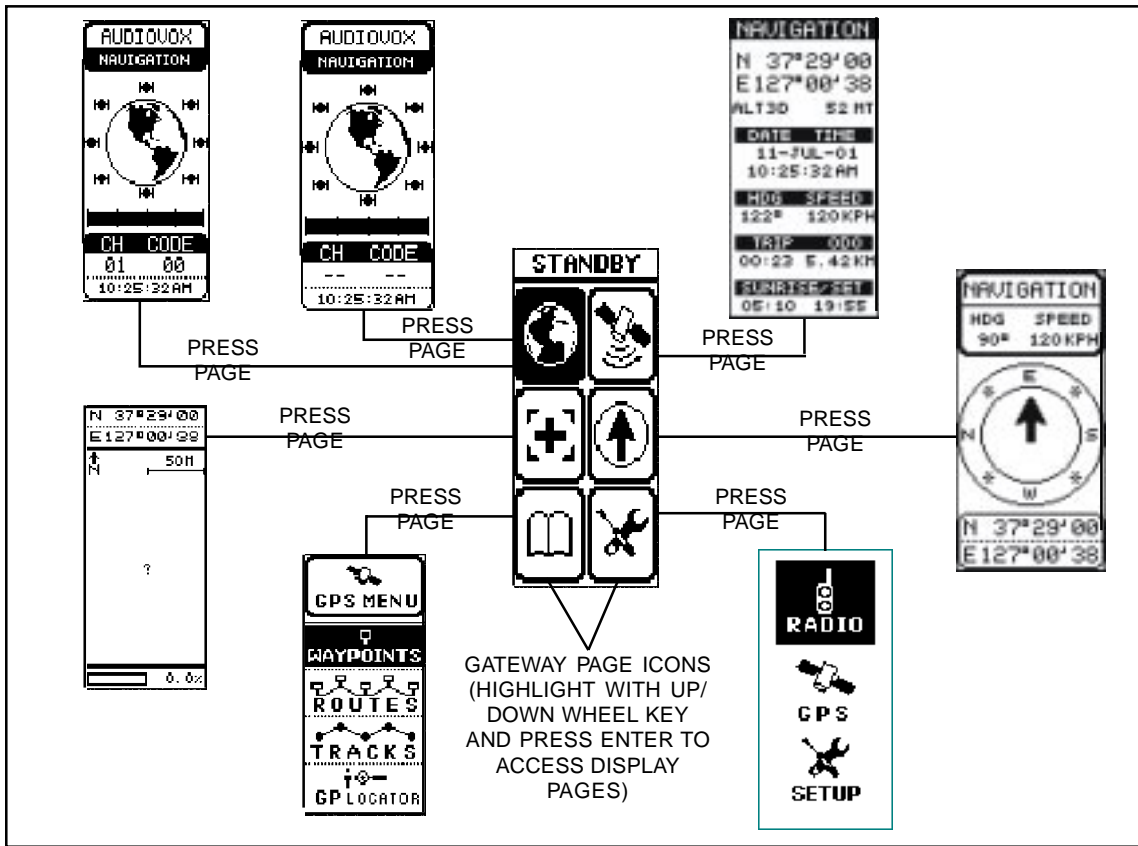 AUDIOVOX
NAVIGATION
CH CODE
01 00
10:25:32AM
AUDIOVOX
NAVIGATION
CH CODE
-- --
10:25:32AM
NAVIGATION
N 37°29'00
E127°00'38
ALT3D 52 MT
DATE TIME
11-JUL-01
10:25:32AM
HDG SPEED
122° 120KPH
TRIP ODO
00:23 5.42KM
SUNRISE/SET
05:10 19:55
STANDBY
PRESS
PAGE
PRESS
PAGE
PRESS
PAGE
PRESS
PAGE
PRESS
PAGE
PRESS
PAGE
PRESS
PAGE
NAVIGATION
HDG SPEED
90° 120KPH
E
N S
W
N 37°29'00
E127°00'38
N 37°29'00
E127°00'38
N
50M
?
0.0%
GPS MENU
WAYPOINTS
ROUTES
TRACKS
GP LOCATOR
GATEWAY PAGE ICONS
(HIGHLIGHT WITH UP/
DOWN WHEEL KEY
AND PRESS ENTER TO
ACCESS DISPLAY
PAGES)
RADIO
GPS
SETUP